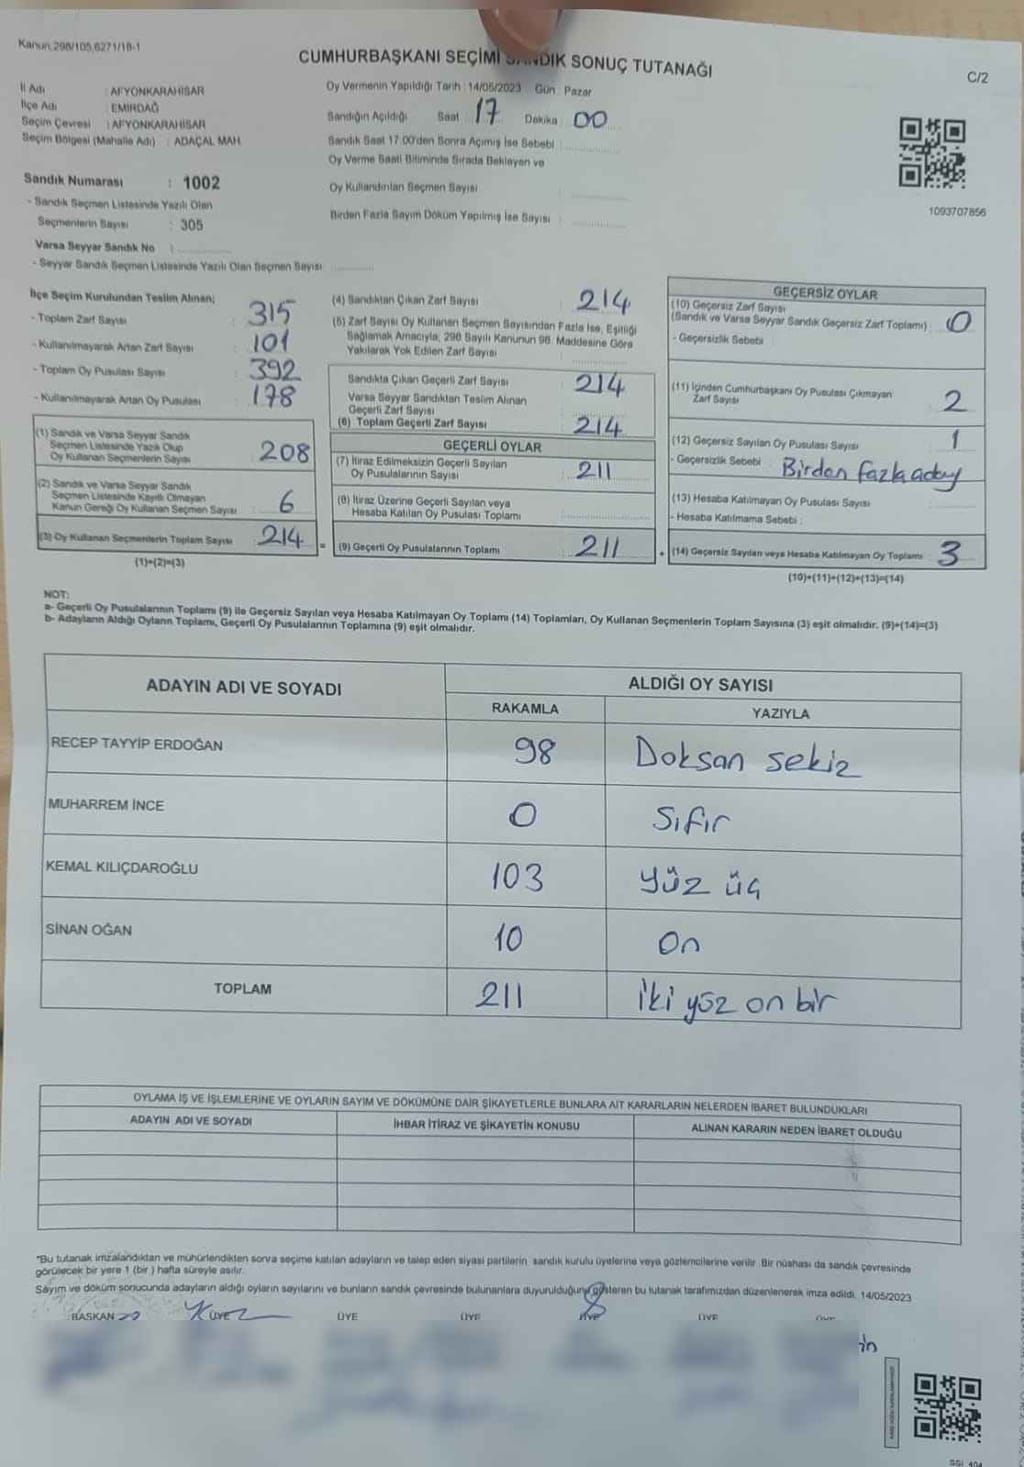 Kanun.298/105,6271/18-1
CUMHURBAŞKANI SEÇİMİ SANDIK SONUÇ TUTANAĞI
C/2
İl Adı : AFYONKARAHİSAR
İlçe Adı : EMİRDAĞ
Seçim Çevresi : AFYONKARAHİSAR
Seçim Bölgesi (Mahalle Adı) : ADAÇAL MAH.
Oy Vermenin Yapıldığı Tarih : 14/05/2023 Gün : Pazar
Sandığın Açıldığı Saat 17 Dakika 00
Sandık Saat 17:00'den Sonra Açımış İse Sebebi
Oy Verme Saati Bitiminde Sırada Bekleyen ve
Oy Kullandırılan Seçmen Sayısı
Birden Fazla Sayım Döküm Yapılmış İse Sayısı
1093707856
Sandık Numarası : 1002
- Sandık Seçmen Listesinde Yazılı Olan
Seçmenlerin Sayısı : 305
Varsa Seyyar Sandık No :
- Seyyar Sandık Seçmen Listesinde Yazılı Olan Seçmen Sayısı
İlçe Seçim Kurulundan Teslim Alınan;
- Toplam Zarf Sayısı : 315
- Kullanılmayarak Artan Zarf Sayısı : 101
- Toplam Oy Pusulası Sayısı : 392
- Kullanılmayarak Artan Oy Pusulası : 178
(1) Sandık ve Varsa Seyyar Sandık
Seçmen Listesinde Yazılı Olup
Oy Kullanan Seçmenlerin Sayısı : 208
(2) Sandık ve Varsa Seyyar Sandık
Seçmen Listesinde Kayıtlı Olmayan
Kanun Gereği Oy Kullanan Seçmen Sayısı : 6
(3) Oy Kullanan Seçmenlerin Toplam Sayısı : 214 =
(1)+(2)=(3)
(4) Sandıktan Çıkan Zarf Sayısı : 214
(5) Zarf Sayısı Oy Kullanan Seçmen Sayısından Fazla İse, Eşitliği
Sağlamak Amacıyla, 298 Sayılı Kanunun 98. Maddesine Göre
Yakılarak Yok Edilen Zarf Sayısı
Sandıkta Çıkan Geçerli Zarf Sayısı : 214
Varsa Seyyar Sandıktan Teslim Alınan
Geçerli Zarf Sayısı
(6) Toplam Geçerli Zarf Sayısı : 214
GEÇERLİ OYLAR
(7) İtiraz Edilmeksizin Geçerli Sayılan
Oy Pusulalarının Sayısı : 211
(8) İtiraz Üzerine Geçerli Sayılan veya
Hesaba Katılan Oy Pusulası Toplamı
(9) Geçerli Oy Pusulalarının Toplamı : 211 +
GEÇERSİZ OYLAR
(10) Geçersiz Zarf Sayısı
(Sandık ve Varsa Seyyar Sandık Geçersiz Zarf Toplamı) : 0
- Geçersizlik Sebebi :
(11) İçinden Cumhurbaşkanı Oy Pusulası Çıkmayan
Zarf Sayısı 2
(12) Geçersiz Sayılan Oy Pusulası Sayısı 1
- Geçersizlik Sebebi : Birden fazla aday
(13) Hesaba Katılmayan Oy Pusulası Sayısı
- Hesaba Katılmama Sebebi :
(14) Geçersiz Sayılan veya Hesaba Katılmayan Oy Toplamı : 3
(10)+(11)+(12)+(13)=(14)
NOT:
a- Geçerli Oy Pusulalarının Toplamı (9) ile Geçersiz Sayılan veya Hesaba Katılmayan Oy Toplamı (14) Toplamları, Oy Kullanan Seçmenlerin Toplam Sayısına (3) eşit olmalıdır. (9)+(14)=(3)
b- Adayların Aldığı Oyların Toplamı, Geçerli Oy Pusulalarının Toplamına (9) eşit olmalıdır.
ADAYIN ADI VE SOYADI
ALDIĞI OY SAYISI
RAKAMLA YAZIYLA
RECEP TAYYİP ERDOĞAN 98 Doksan sekiz
MUHARREM İNCE 0 Sıfır
KEMAL KILIÇDAROĞLU 103 yüz üç
SİNAN OĞAN 10 On
TOPLAM 211 İki yüz on bir
OYLAMA İŞ VE İŞLEMLERİNE VE OYLARIN SAYIM VE DÖKÜMÜNE DAİR ŞİKAYETLERLE BUNLARA AİT KARARLARIN NELERDEN İBARET BULUNDUKLARI
ADAYIN ADI VE SOYADI İHBAR İTİRAZ VE ŞİKAYETİN KONUSU ALINAN KARARIN NEDEN İBARET OLDUĞU
"Bu tutanak imzalandıktan ve mühürlendikten sonra seçime katılan adayların ve talep eden siyasi partilerin sandık kurulu üyelerine veya gözlemcilerine verilir. Bir nüshası da sandık çevresinde
görülecek bir yere 1 (bir) hafta süreyle asılır.
Sayım ve döküm sonucunda adayların aldığı oyların sayılarını ve bunların sandık çevresinde bulunanlara duyurulduğunu gösteren bu tutanak tarafımızdan düzenlenerek imza edildi. 14/05/2023
BAŞKAN ÜYE ÜYE ÜYE ÜYE ÜYE